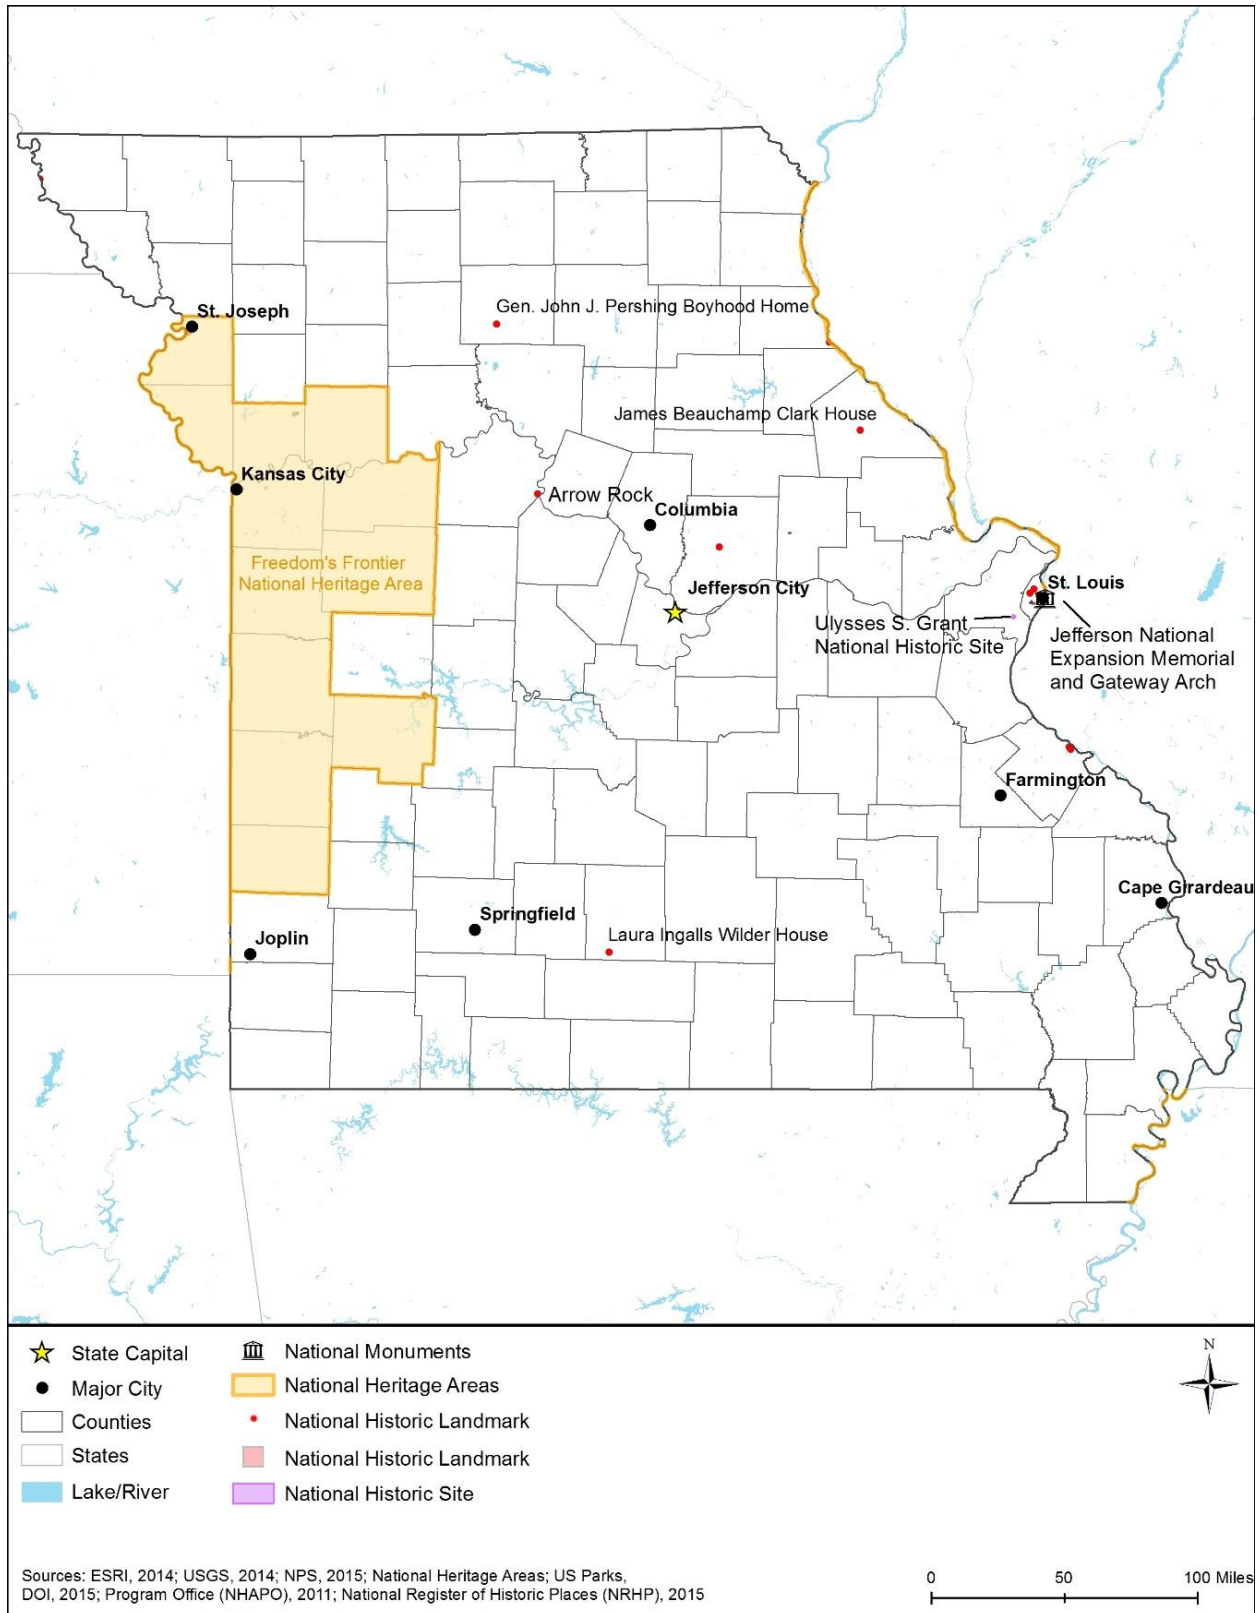 St. Joseph
Gen. John J. Pershing Boyhood Home
James Beauchamp Clark House
Kansas City
Arrow Rock
Columbia
Freedom's Frontier
National Heritage Area
Jefferson City
St. Louis
Ulysses S. Grant
National Historic Site
Jefferson National
Expansion Memorial
and Gateway Arch
Farmington
Cape Girardeau
Springfield
Joplin
Laura Ingalls Wilder House
State Capital
Major City
Counties
States
Lake/River
National Monuments
National Heritage Areas
National Historic Landmark
National Historic Landmark
National Historic Site
N
Sources: ESRI, 2014; USGS, 2014; NPS, 2015; National Heritage Areas; US Parks,
DOI, 2015; Program Office (NHAPO), 2011; National Register of Historic Places (NRHP), 2015
0 50 100 Miles